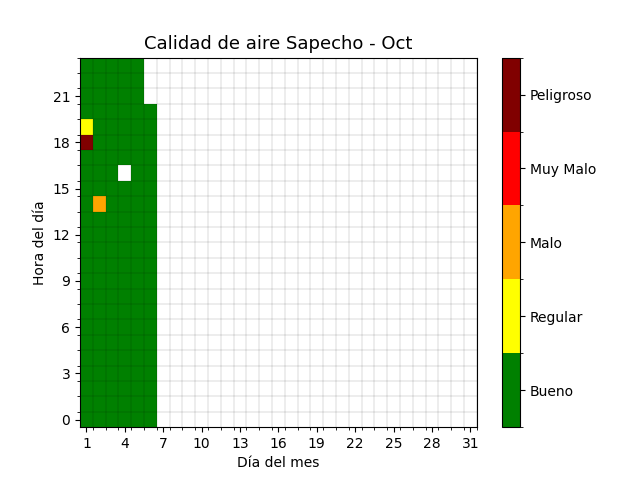 Calidad de aire Sapecho - Oct
Hora del día
21
18
15
12
9
6
3
0
1 4 7 10 13 16 19 22 25 28 31
Día del mes
Peligroso
Muy Malo
Malo
Regular
Bueno